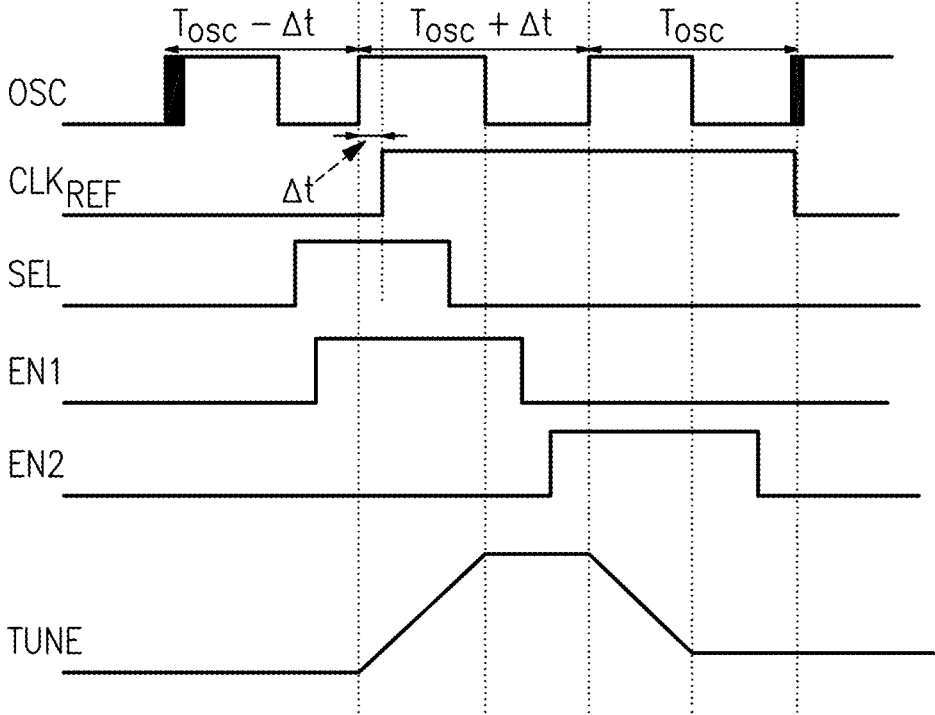 TOSC − Δt TOSC + Δt TOSC
OSC
Δt
CLKREF
SEL
EN1
EN2
TUNE